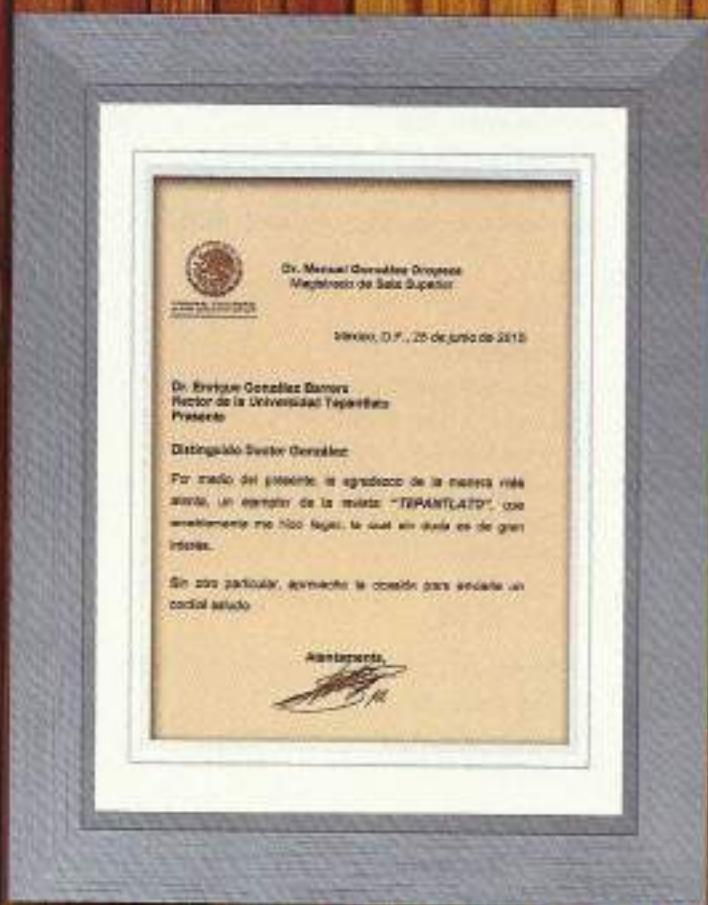 Dr. Manuel González Oropeza
Magistrado de Sala Superior
México, D.F., 25 de junio de 2010
Dr. Enrique González Barrera
Rector de la Universidad Tepantlato
Presente
Distinguido Doctor González:
Por medio del presente, le agradezco de la manera más
atenta, un ejemplar de la revista "TEPANTLATO", que
amablemente me hizo llegar, la cual sin duda es de gran
interés.
Sin otro particular, aprovecho la ocasión para enviarle un
cordial saludo.
Atentamente,